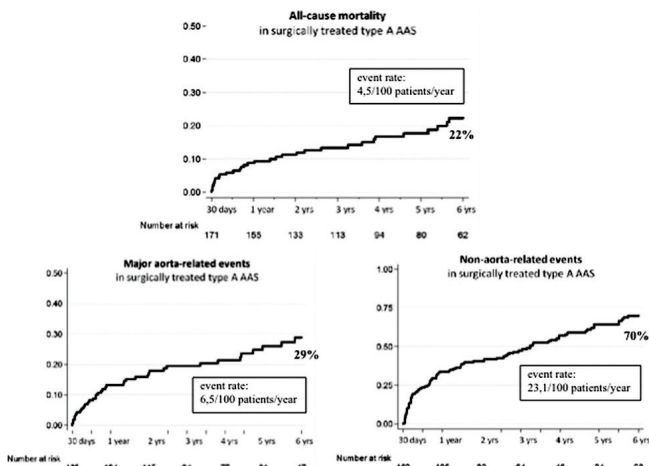 All-cause mortality
in surgically treated type A AAS
0.50
0.40
0.30
0.20
0.10
0.00
event rate:
4,5/100 patients/year
22%
30 days 1 year 2 yrs 3 yrs 4 yrs 5 yrs 6 yrs
Number at risk
171 155 133 113 94 80 62
Major aorta-related events
in surgically treated type A AAS
0.50
0.40
0.30
0.20
0.10
0.00
29%
event rate:
6,5/100 patients/year
30 days 1 year 2 yrs 3 yrs 4 yrs 5 yrs 6 yrs
Number at risk
Non-aorta-related events
in surgically treated type A AAS
1.00
0.75
0.50
0.25
0.00
70%
event rate:
23,1/100 patients/year
30 days 1 year 2 yrs 3 yrs 4 yrs 5 yrs 6 yrs
Number at risk